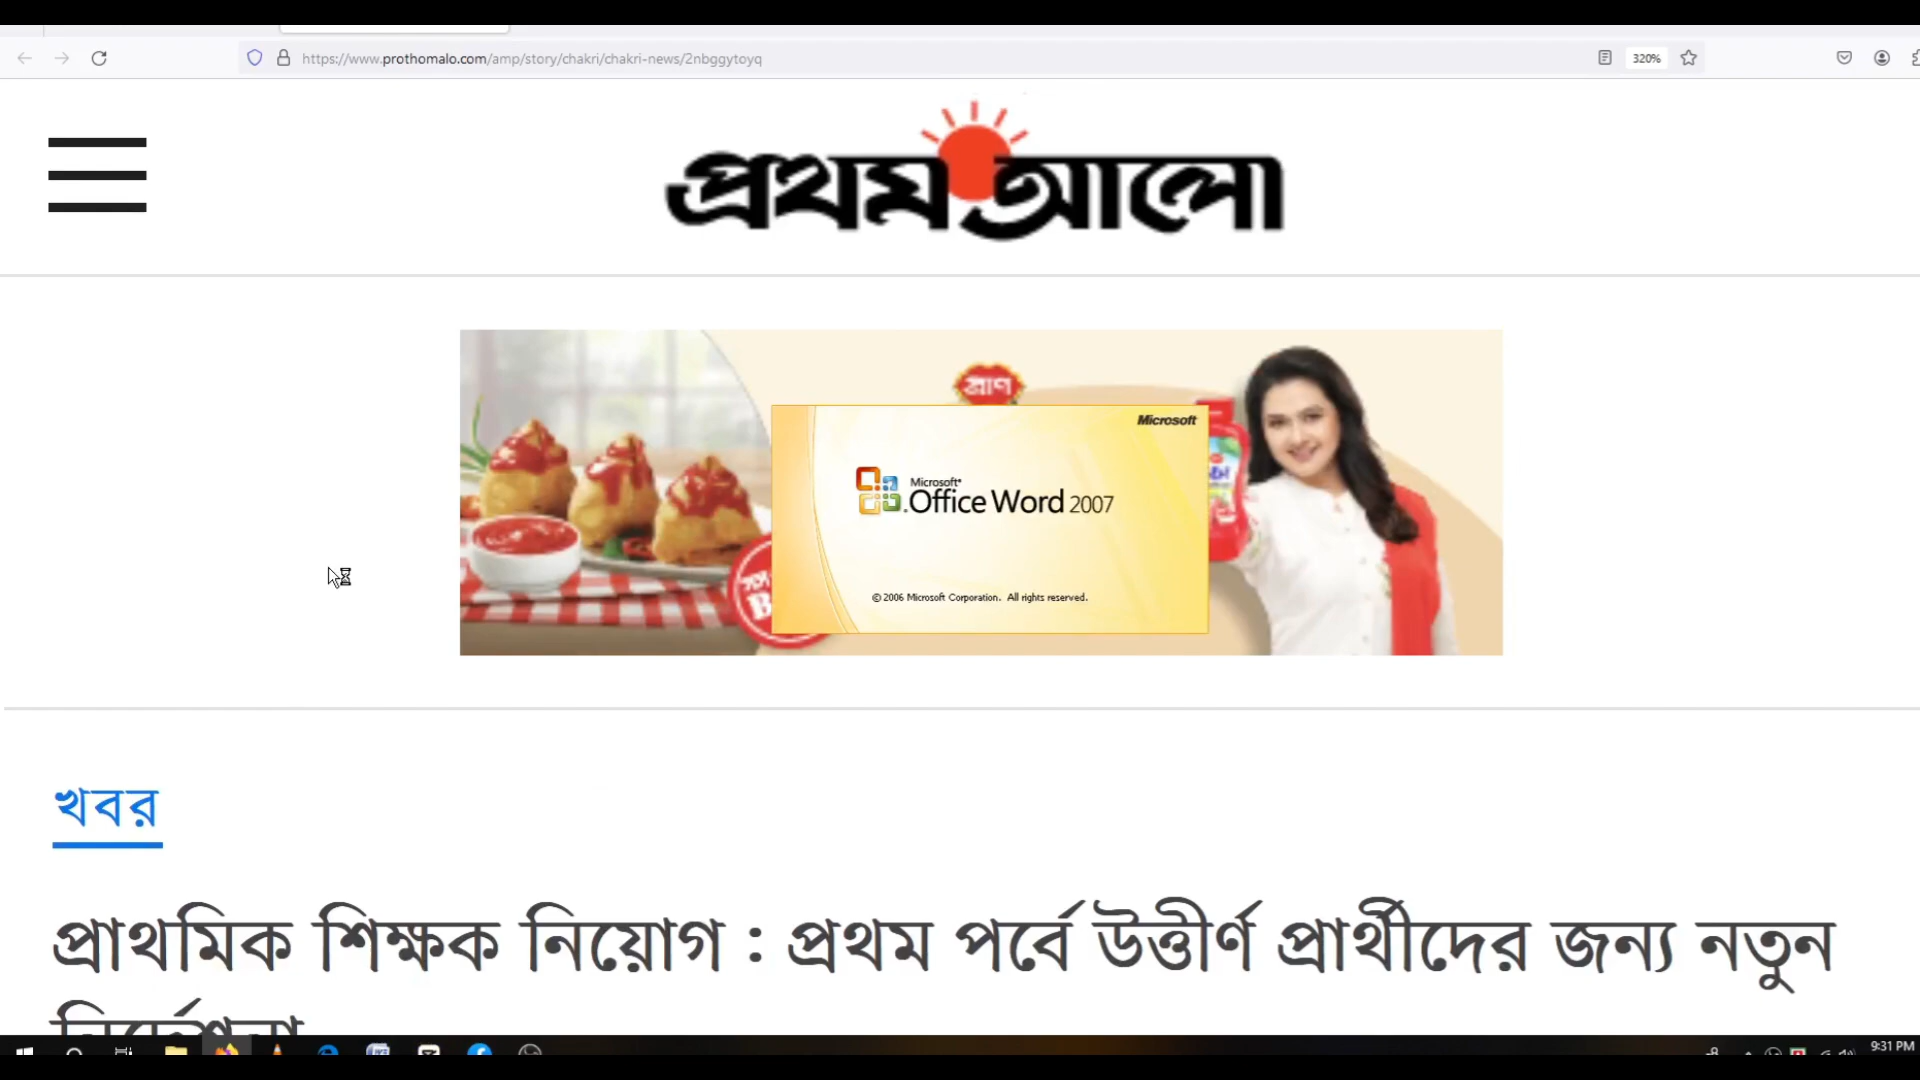 https://www.prothomalo.com/amp/story/chakri/chakri-news/2nbggytoyq
320%
প্রথম আলো
প্রাণ
Microsoft
Microsoft
Office Word 2007
© 2006 Microsoft Corporation. All rights reserved.
খবর
প্রাথমিক শিক্ষক নিয়োগ : প্রথম পর্বে উত্তীর্ণ প্রার্থীদের জন্য নতুন
নির্দেশনা
9:31 PM